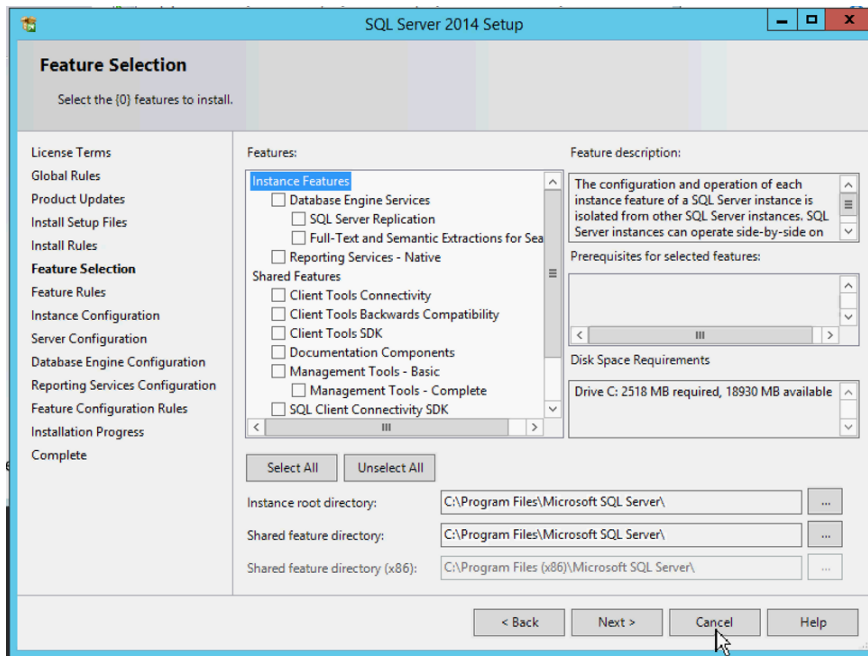 SQL Server 2014 Setup
Feature Selection
Select the {0} features to install.
License Terms
Global Rules
Product Updates
Install Setup Files
Install Rules
Feature Selection
Feature Rules
Instance Configuration
Server Configuration
Database Engine Configuration
Reporting Services Configuration
Feature Configuration Rules
Installation Progress
Complete
Features:
Instance Features
Database Engine Services
SQL Server Replication
Full-Text and Semantic Extractions for Sea
Reporting Services - Native
Shared Features
Client Tools Connectivity
Client Tools Backwards Compatibility
Client Tools SDK
Documentation Components
Management Tools - Basic
Management Tools - Complete
SQL Client Connectivity SDK
Select All
Unselect All
Feature description:
The configuration and operation of each
instance feature of a SQL Server instance is
isolated from other SQL Server instances. SQL
Server instances can operate side-by-side on
Prerequisites for selected features:
Disk Space Requirements
Drive C: 2518 MB required, 18930 MB available
Instance root directory:
C:\Program Files\Microsoft SQL Server\
...
Shared feature directory:
C:\Program Files\Microsoft SQL Server\
...
Shared feature directory (x86):
C:\Program Files (x86)\Microsoft SQL Server\
...
< Back
Next >
Cancel
Help